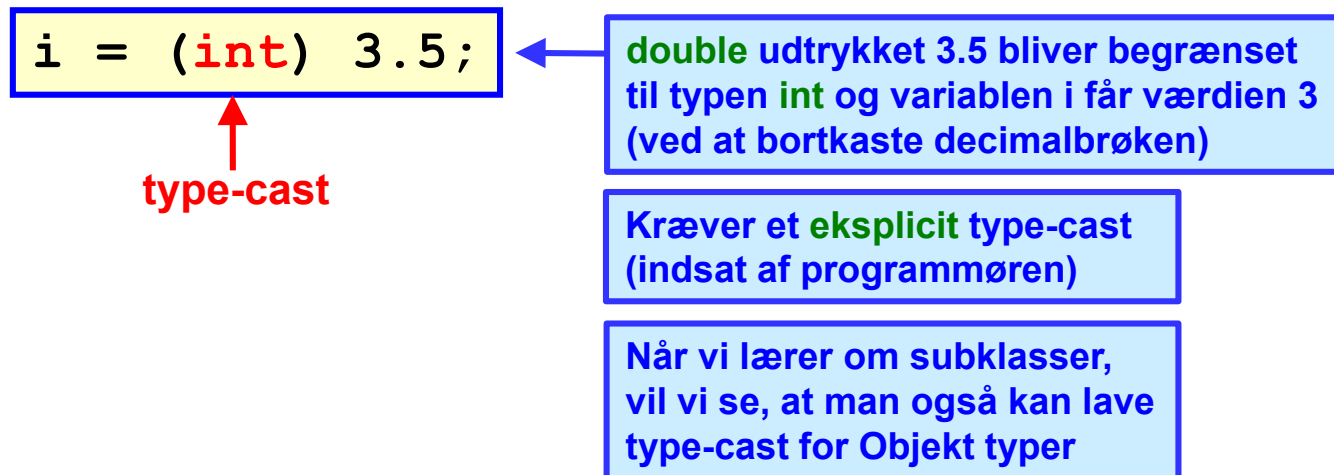 i = (int) 3.5;
type-cast
double udtrykket 3.5 bliver begrænset
til typen int og variablen i får værdien 3
(ved at bortkaste decimalbrøken)
Kræver et eksplicit type-cast
(indsat af programmøren)
Når vi lærer om subklasser,
vil vi se, at man også kan lave
type-cast for Objekt typer